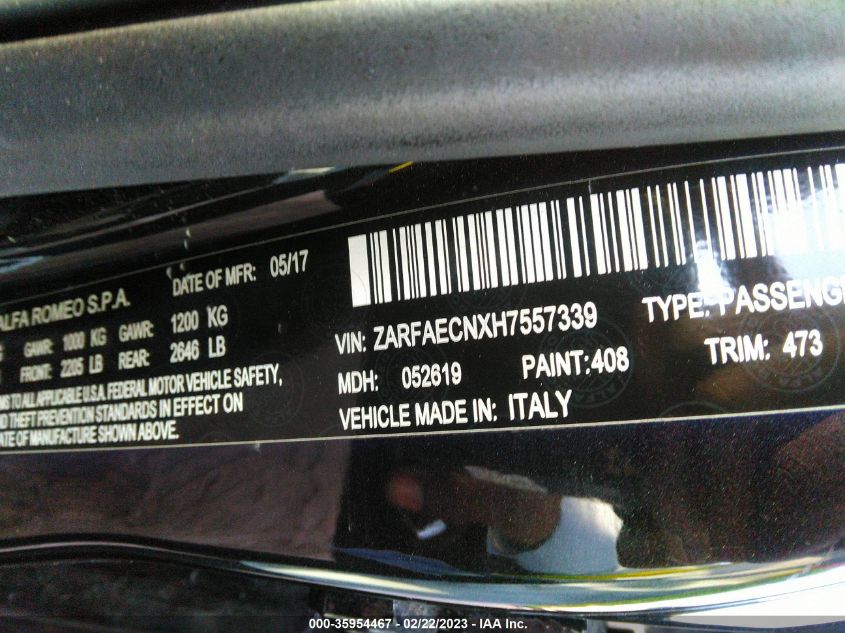 ALFA ROMEO S.P.A. DATE OF MFR: 05/17
GAWR: 1000 KG GAWR: 1200 KG
FRONT: 2205 LB REAR: 2646 LB
TO ALL APPLICABLE U.S.A. FEDERAL MOTOR VEHICLE SAFETY,
THEFT PREVENTION STANDARDS IN EFFECT ON
DATE OF MANUFACTURE SHOWN ABOVE.
VIN: ZARFAECNXH7557339 TYPE:
MDH: 052619 PAINT:408 TRIM: 473
VEHICLE MADE IN: ITALY
000-35954467 - 02/22/2023 - IAA Inc.